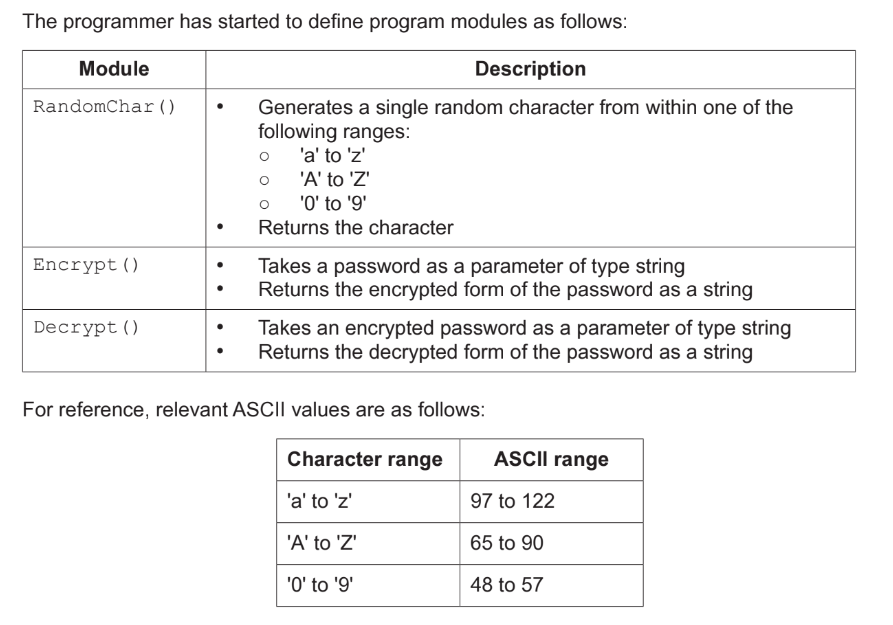 The programmer has started to define program modules as follows:
Module Description
RandomChar() • Generates a single random character from within one of the
following ranges:
○ 'a' to 'z'
○ 'A' to 'Z'
○ '0' to '9'
• Returns the character
Encrypt() • Takes a password as a parameter of type string
• Returns the encrypted form of the password as a string
Decrypt() • Takes an encrypted password as a parameter of type string
• Returns the decrypted form of the password as a string
For reference, relevant ASCII values are as follows:
Character range ASCII range
'a' to 'z' 97 to 122
'A' to 'Z' 65 to 90
'0' to '9' 48 to 57